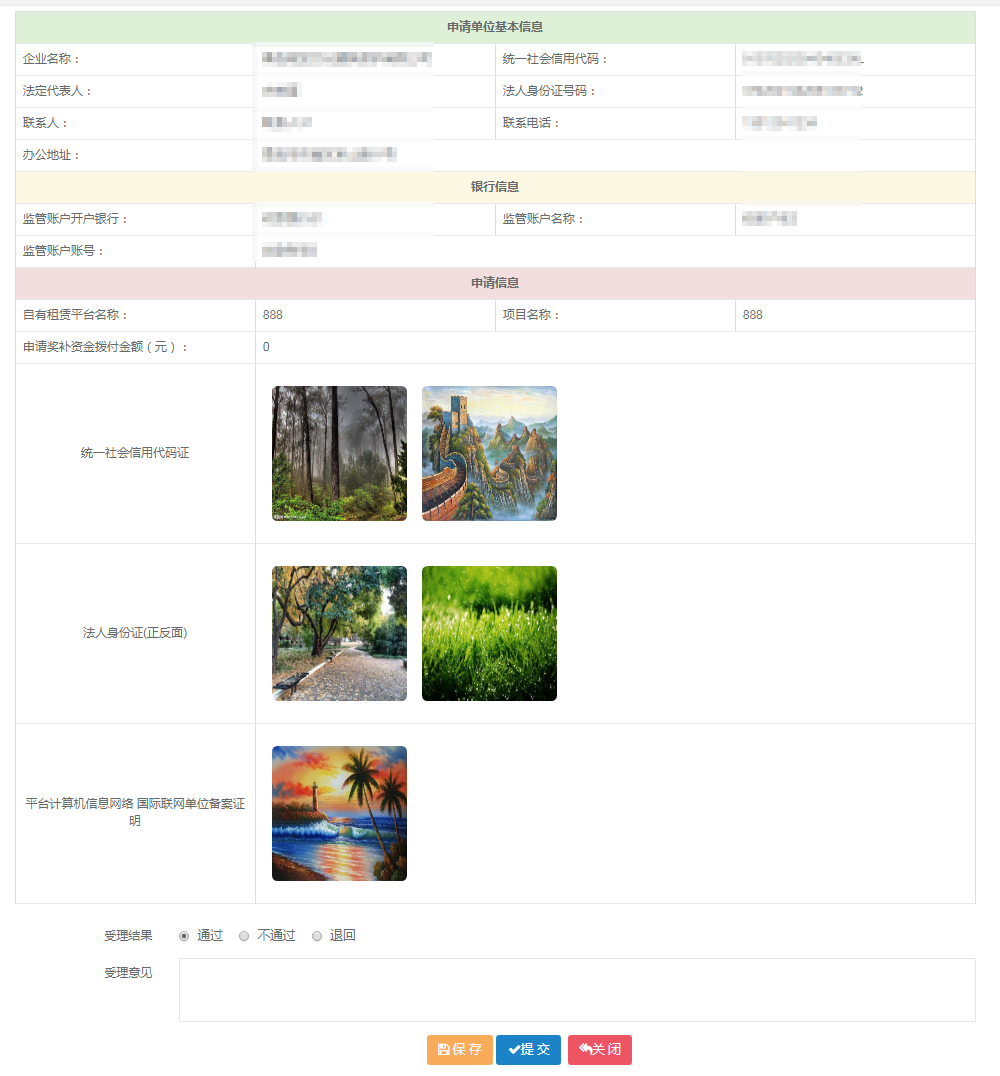 申请单位基本信息
企业名称：
统一社会信用代码：
法定代表人：
法人身份证号码：
联系人：
联系电话：
办公地址：
银行信息
监管账户开户银行：
监管账户名称：
监管账户账号：
申请信息
自有租赁平台名称： 888 项目名称： 888
申请奖补资金拨付金额（元）： 0
统一社会信用代码证
法人身份证(正反面)
平台计算机信息网络 国际联网单位备案证
明
受理结果 通过 不通过 退回
受理意见
保存 提交 关闭